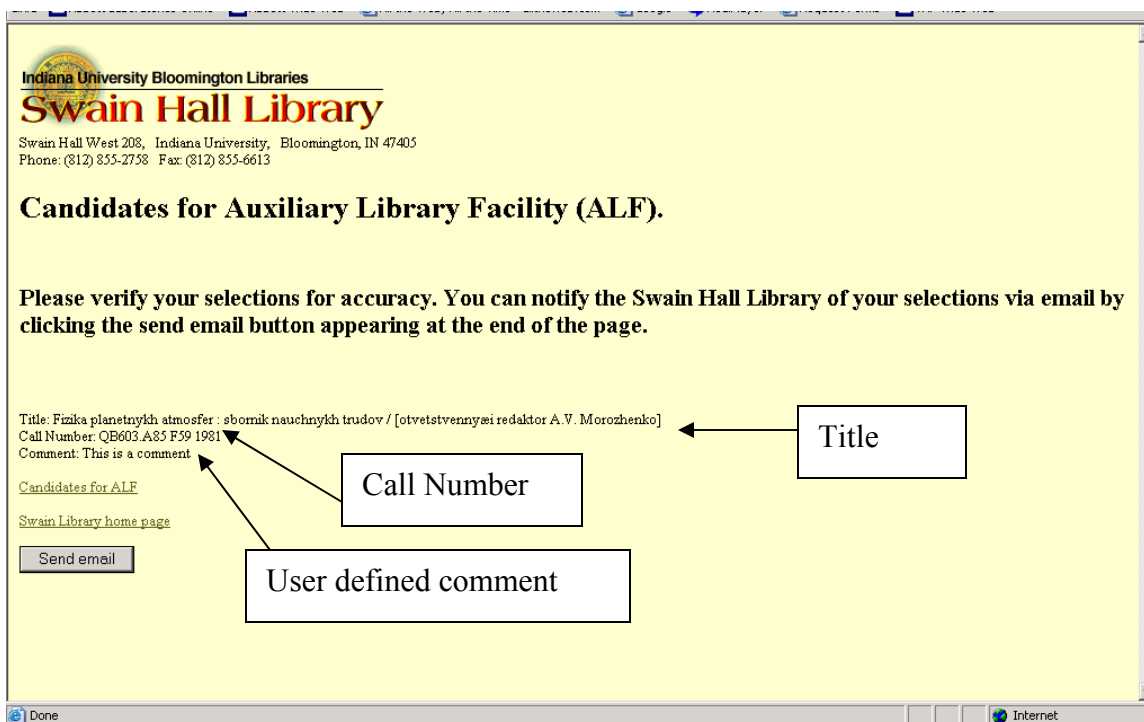 Indiana University Bloomington Libraries
Swain Hall Library
Swain Hall West 208, Indiana University, Bloomington, IN 47405
Phone: (812) 855-2758 Fax: (812) 855-6613
Candidates for Auxiliary Library Facility (ALF).
Please verify your selections for accuracy. You can notify the Swain Hall Library of your selections via email by
clicking the send email button appearing at the end of the page.
Title: Fizika planetnykh atmosfer : sbornik nauchnykh trudov / [otvetstvennyæi redaktor A.V. Morozhenko]
Title
Call Number: QB603.A85 F59 1981
Comment: This is a comment
Call Number
Candidates for ALF
Swain Library home page
Send email
User defined comment
Done
Internet